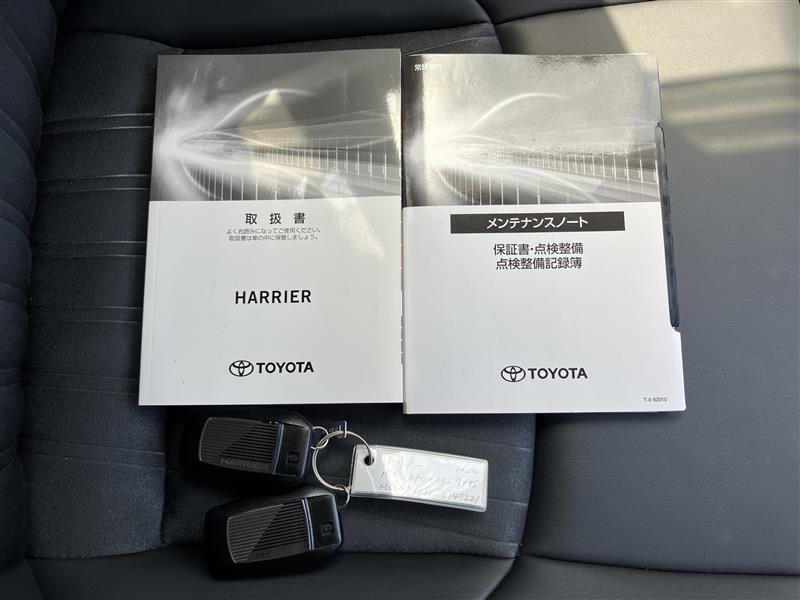 取扱書
よくお読みになってご使用ください。
取扱書は車の中に保管しましょう。
HARRIER
TOYOTA
常時携行
メンテナンスノート
保証書・点検整備
点検整備記録簿
TOYOTA
T-0 62010
HARRIER